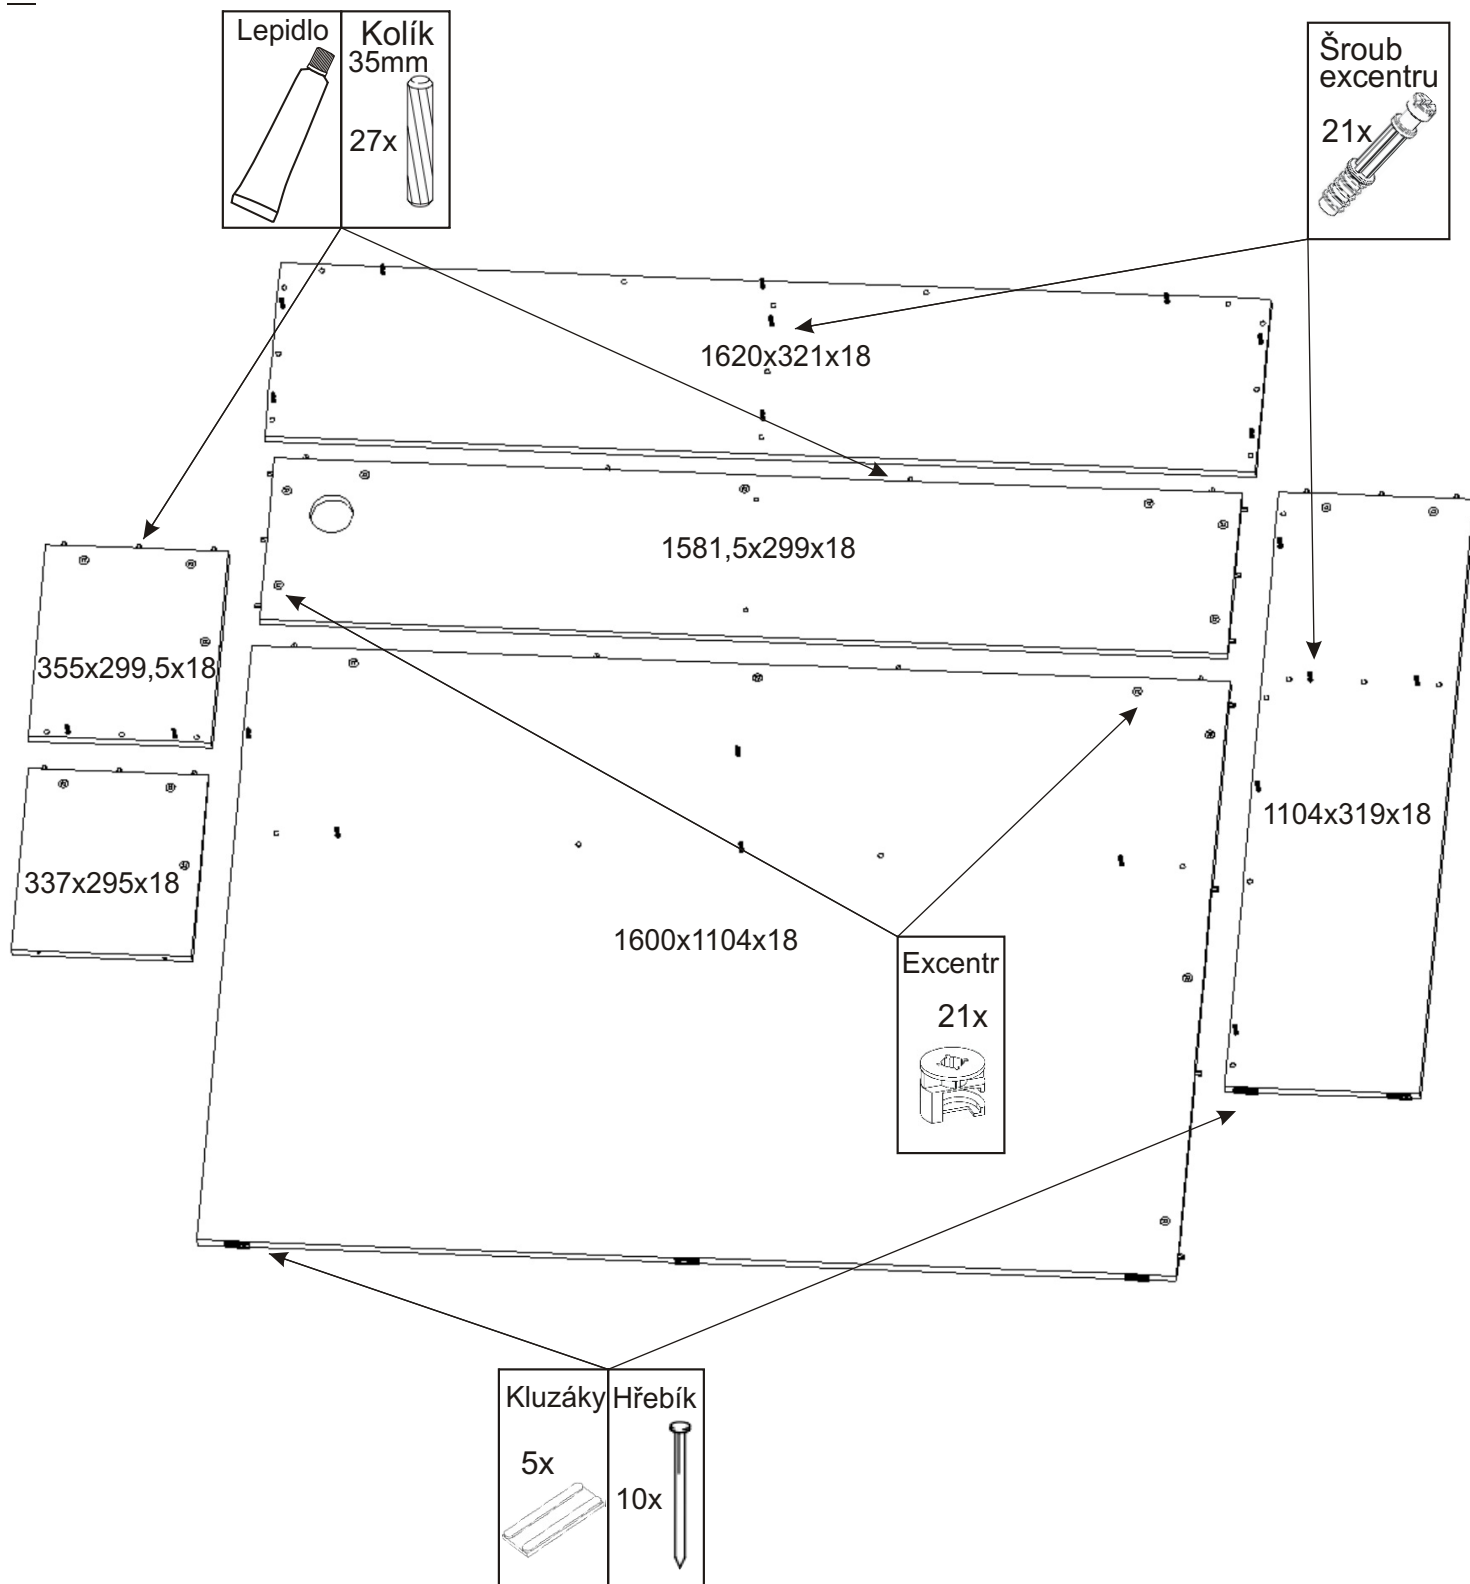 Lepidlo
Kolík
35mm
27x
Šroub
excentru
21x
1620x321x18
1581,5x299x18
355x299,5x18
337x295x18
1104x319x18
1600x1104x18
Excentr
21x
Kluzáky
5x
Hřebík
10x